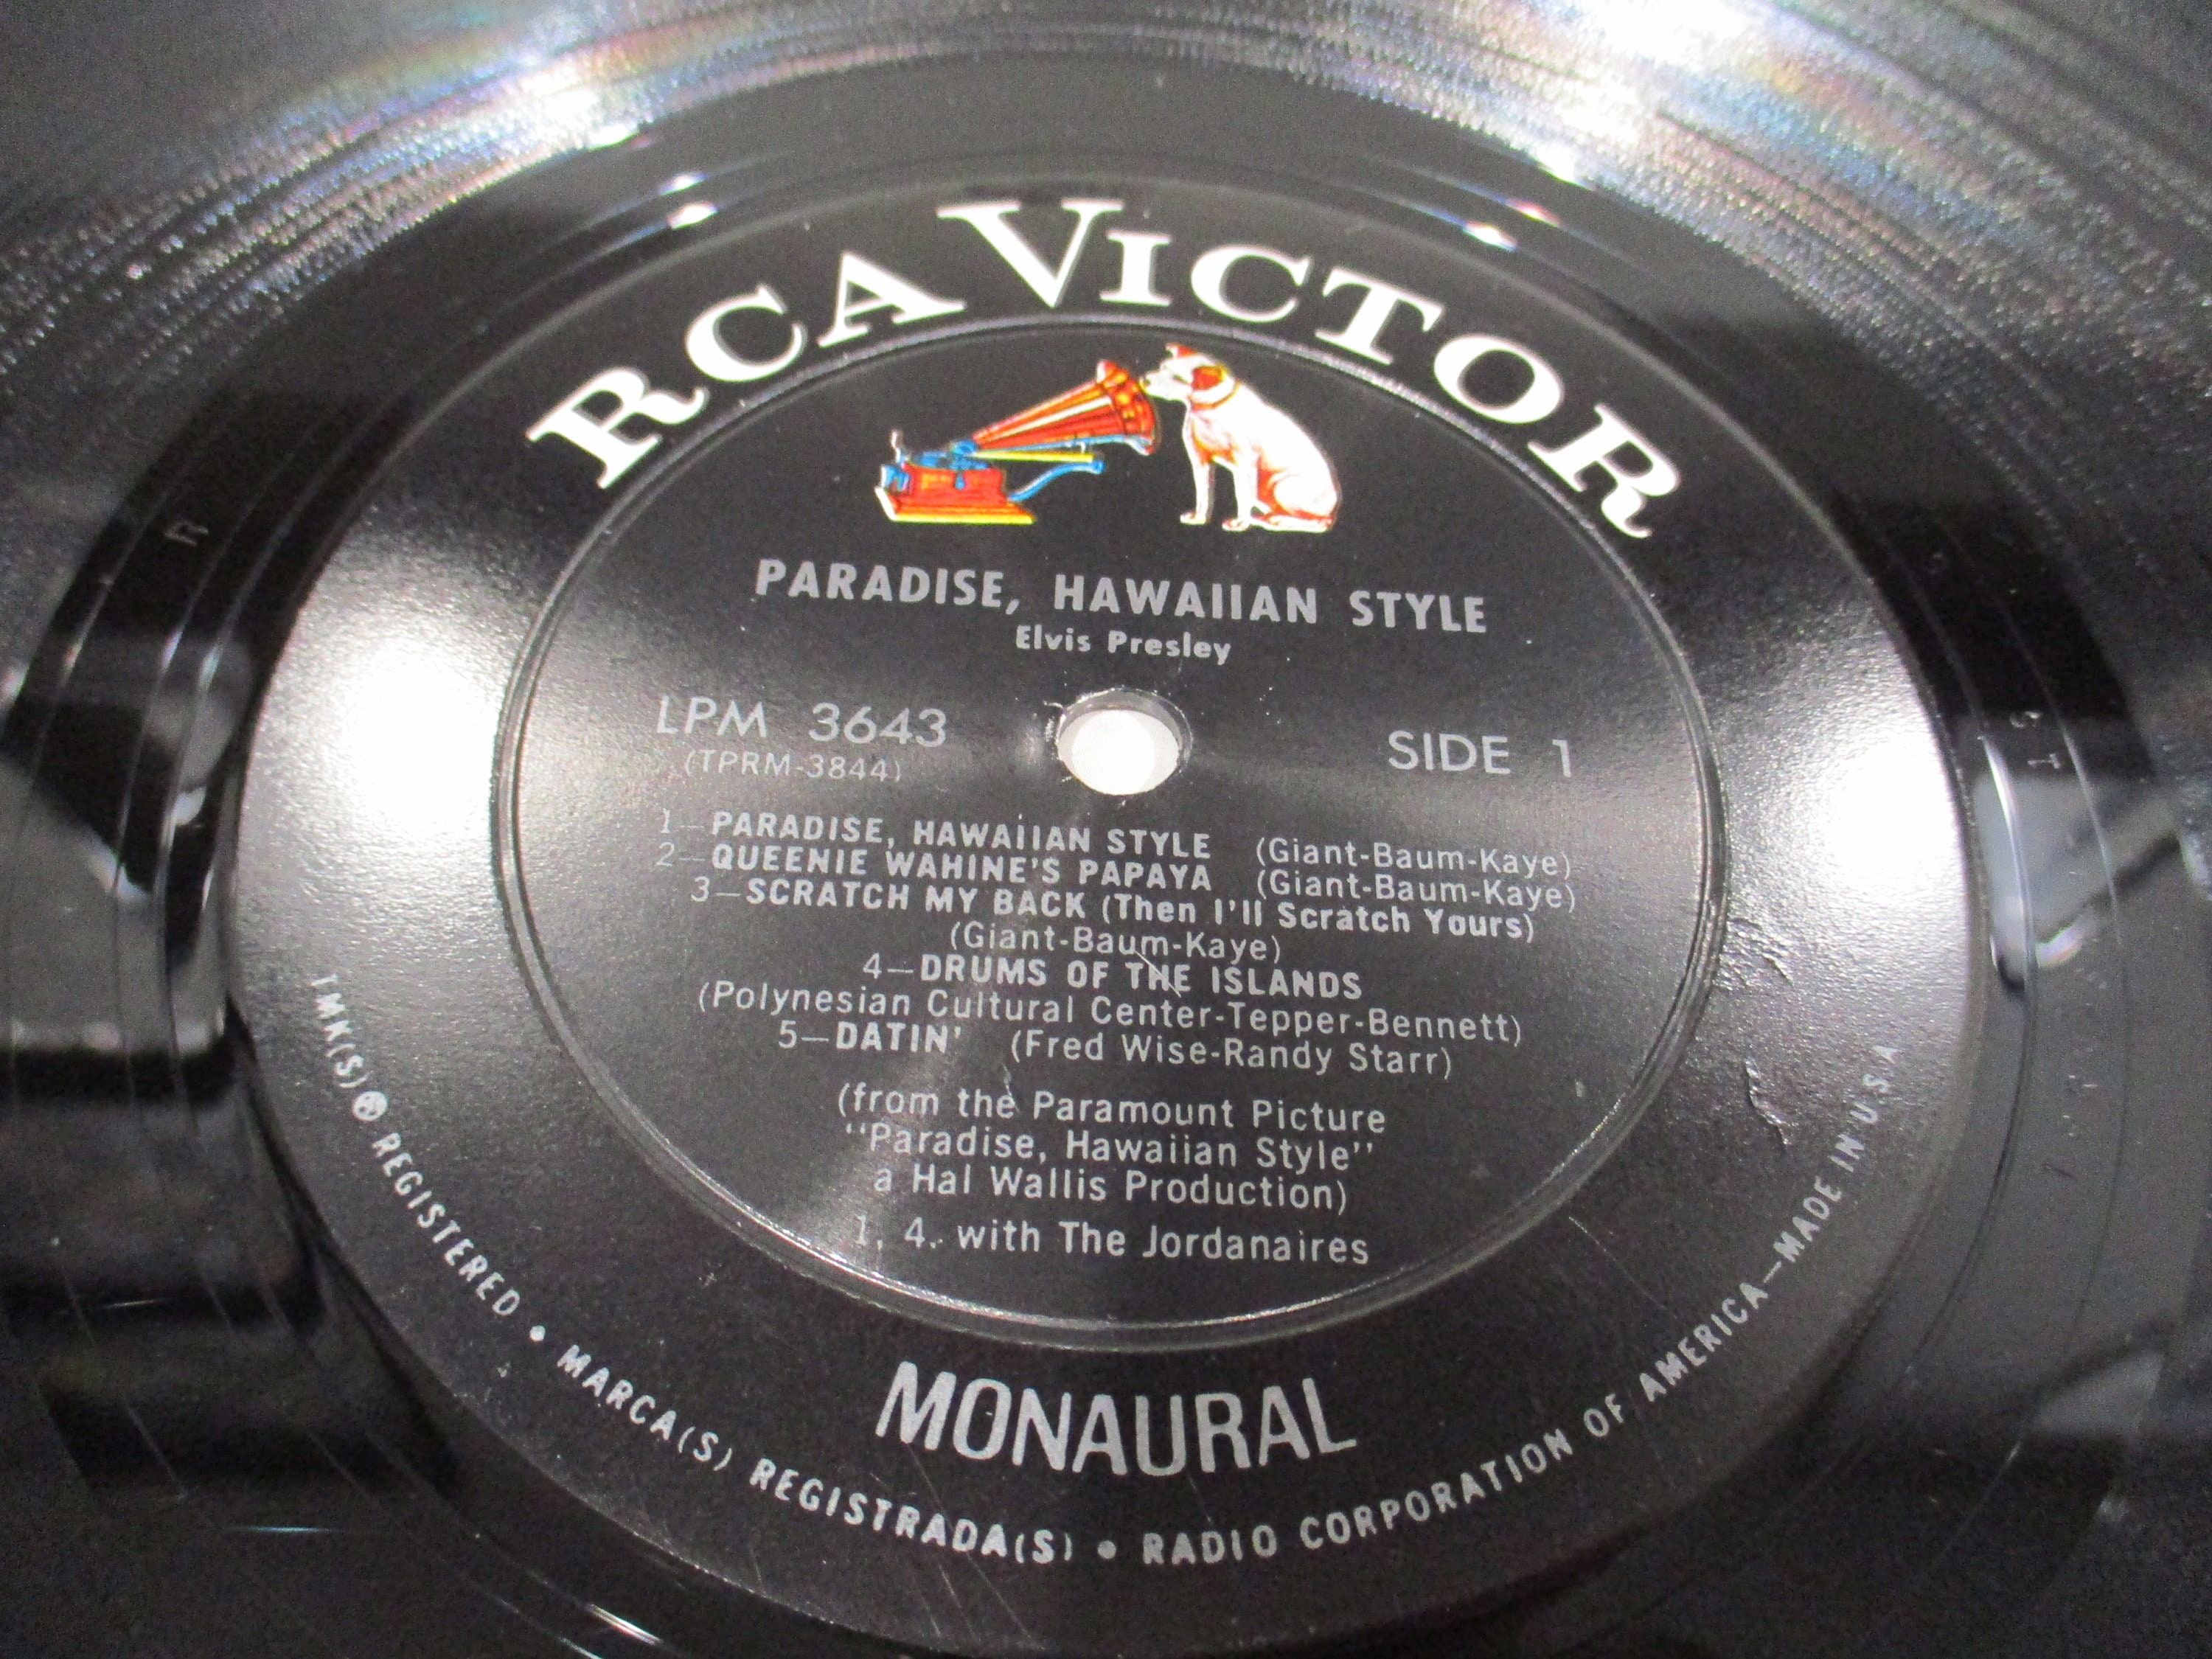 RCA VICTOR
PARADISE, HAWAIIAN STYLE
Elvis Presley
LPM 3643
(TPRM-3844)
SIDE 1
1—PARADISE, HAWAIIAN STYLE (Giant-Baum-Kaye)
2—QUEENIE WAHINE'S PAPAYA (Giant-Baum-Kaye)
3—SCRATCH MY BACK (Then I'll Scratch Yours)
(Giant-Baum-Kaye)
4—DRUMS OF THE ISLANDS
(Polynesian Cultural Center-Tepper-Bennett)
5—DATIN' (Fred Wise-Randy Starr)
(from the Paramount Picture
"Paradise, Hawaiian Style"
a Hal Wallis Production)
1, 4. with The Jordanaires
MONAURAL
TMK(S) REGISTERED • MARCA(S) REGISTRADA(S) • RADIO CORPORATION OF AMERICA—MADE IN U.S.A